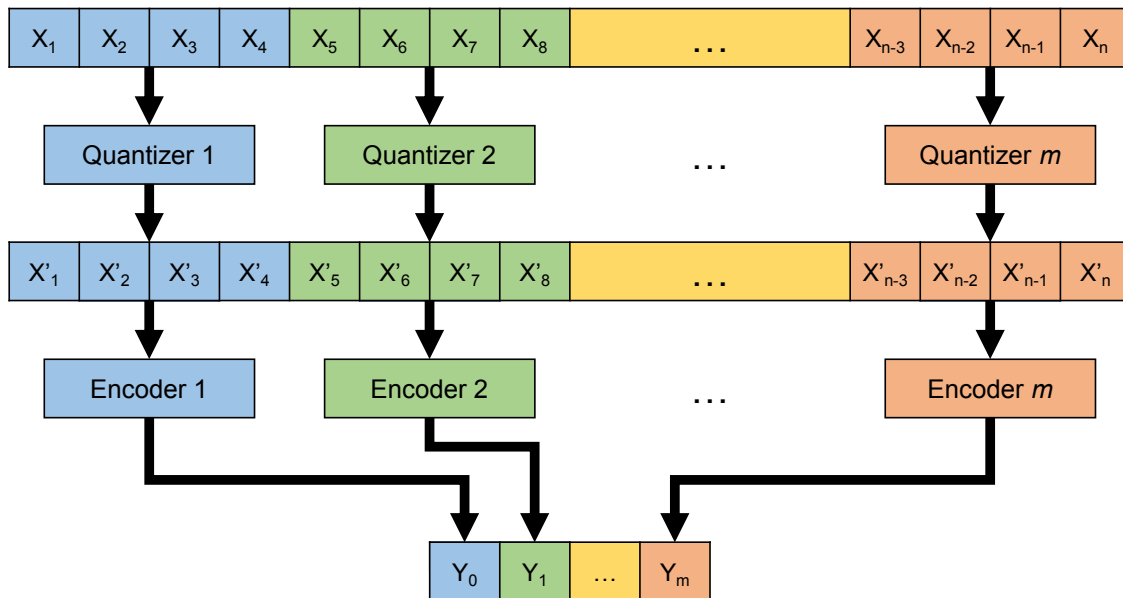 X₁ X₂ X₃ X₄ X₅ X₆ X₇ X₈ ... Xₙ₋₃ Xₙ₋₂ Xₙ₋₁ Xₙ
Quantizer 1 Quantizer 2 ... Quantizer m
X’₁ X’₂ X’₃ X’₄ X’₅ X’₆ X’₇ X’₈ ... X’ₙ₋₃ X’ₙ₋₂ X’ₙ₋₁ X’ₙ
Encoder 1 Encoder 2 ... Encoder m
Y₀ Y₁ ... Yₘ